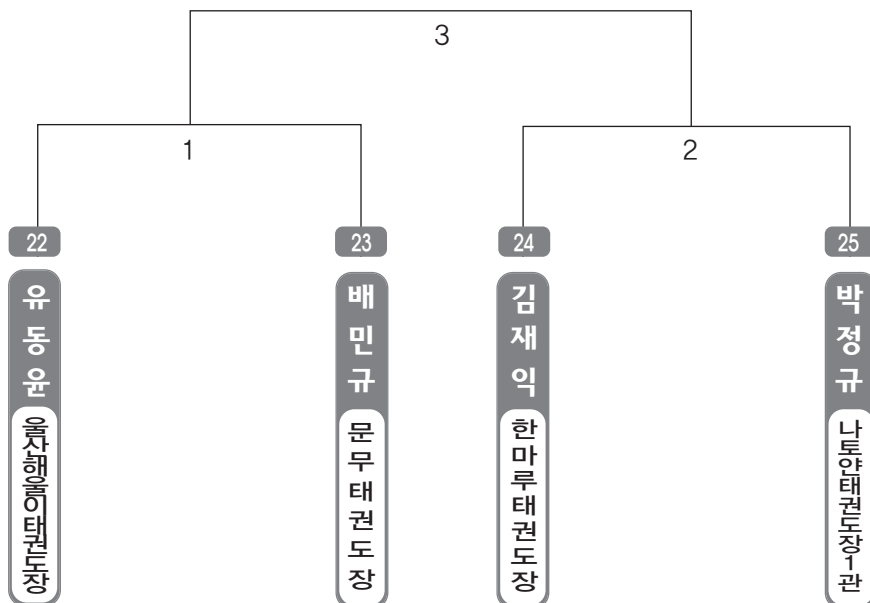 3
1
2
22
23
24
25
유동윤
배민규
김재익
박정규
울산해울이태권도장
문무태권도장
한마루태권도장
나토얀태권도장1관